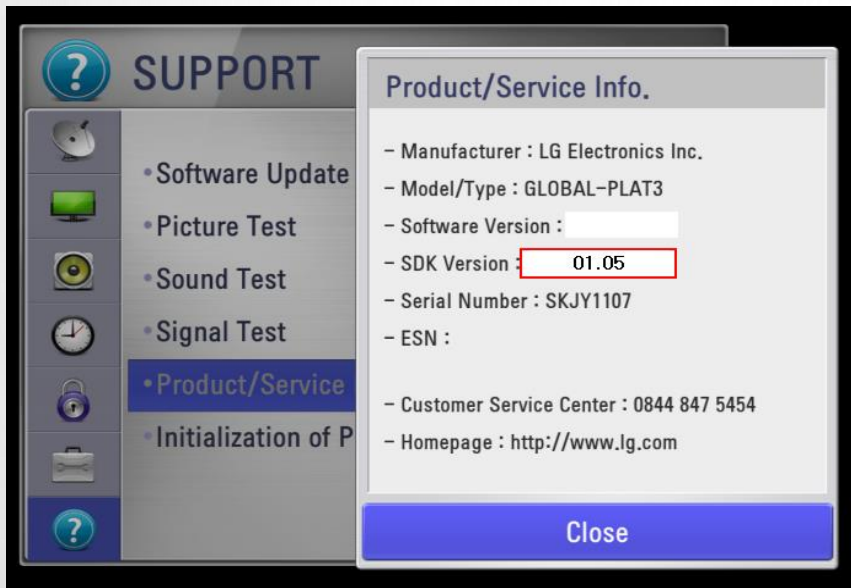 SUPPORT
Software Update
Picture Test
Sound Test
Signal Test
•Product/Service
Initialization of P
Product/Service Info.
- Manufacturer : LG Electronics Inc.
- Model/Type : GLOBAL-PLAT3
- Software Version :
- SDK Version : 01.05
- Serial Number : SKJY1107
- ESN :
- Customer Service Center : 0844 847 5454
- Homepage : http://www.lg.com
Close